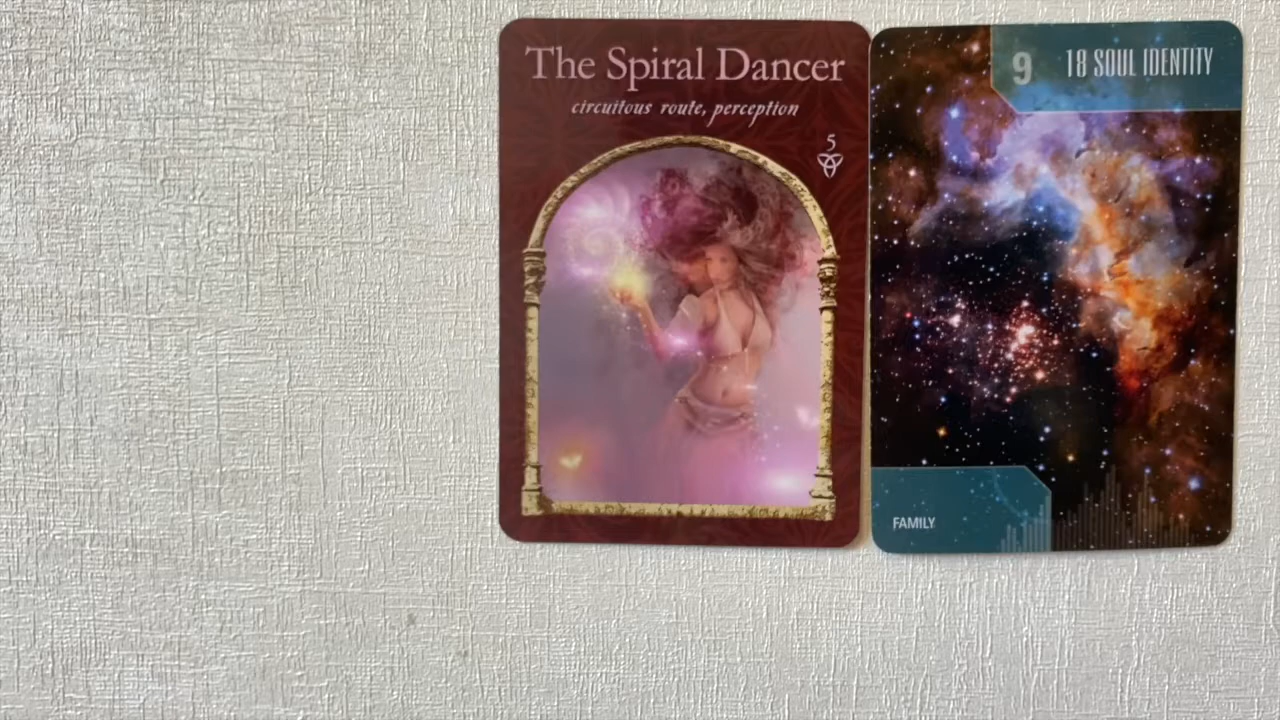 The Spiral Dancer
circuitous route, perception
5
9 18 SOUL IDENTITY
FAMILY